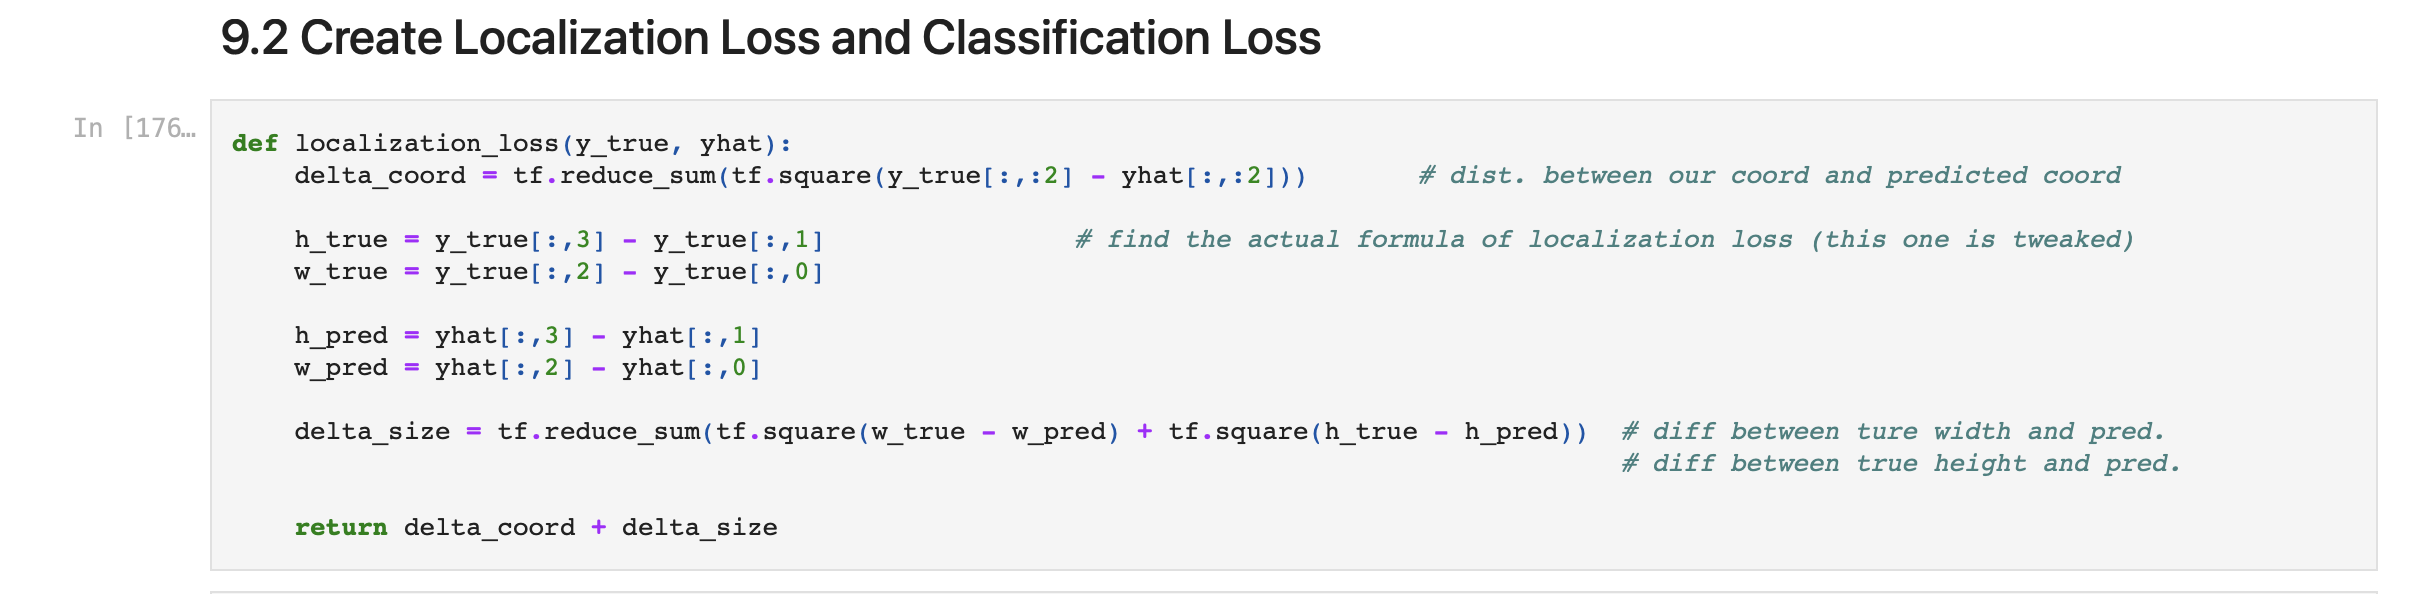 9.2 Create Localization Loss and Classification Loss
In [176…
def localization_loss(y_true, yhat):
    delta_coord = tf.reduce_sum(tf.square(y_true[:,:2] - yhat[:,:2]))       # dist. between our coord and predicted coord
    h_true = y_true[:,3] - y_true[:,1]                # find the actual formula of localization loss (this one is tweaked)
    w_true = y_true[:,2] - y_true[:,0]
    h_pred = yhat[:,3] - yhat[:,1]
    w_pred = yhat[:,2] - yhat[:,0]
    delta_size = tf.reduce_sum(tf.square(w_true - w_pred) + tf.square(h_true - h_pred))  # diff between ture width and pred.
                                                                                         # diff between true height and pred.
    return delta_coord + delta_size